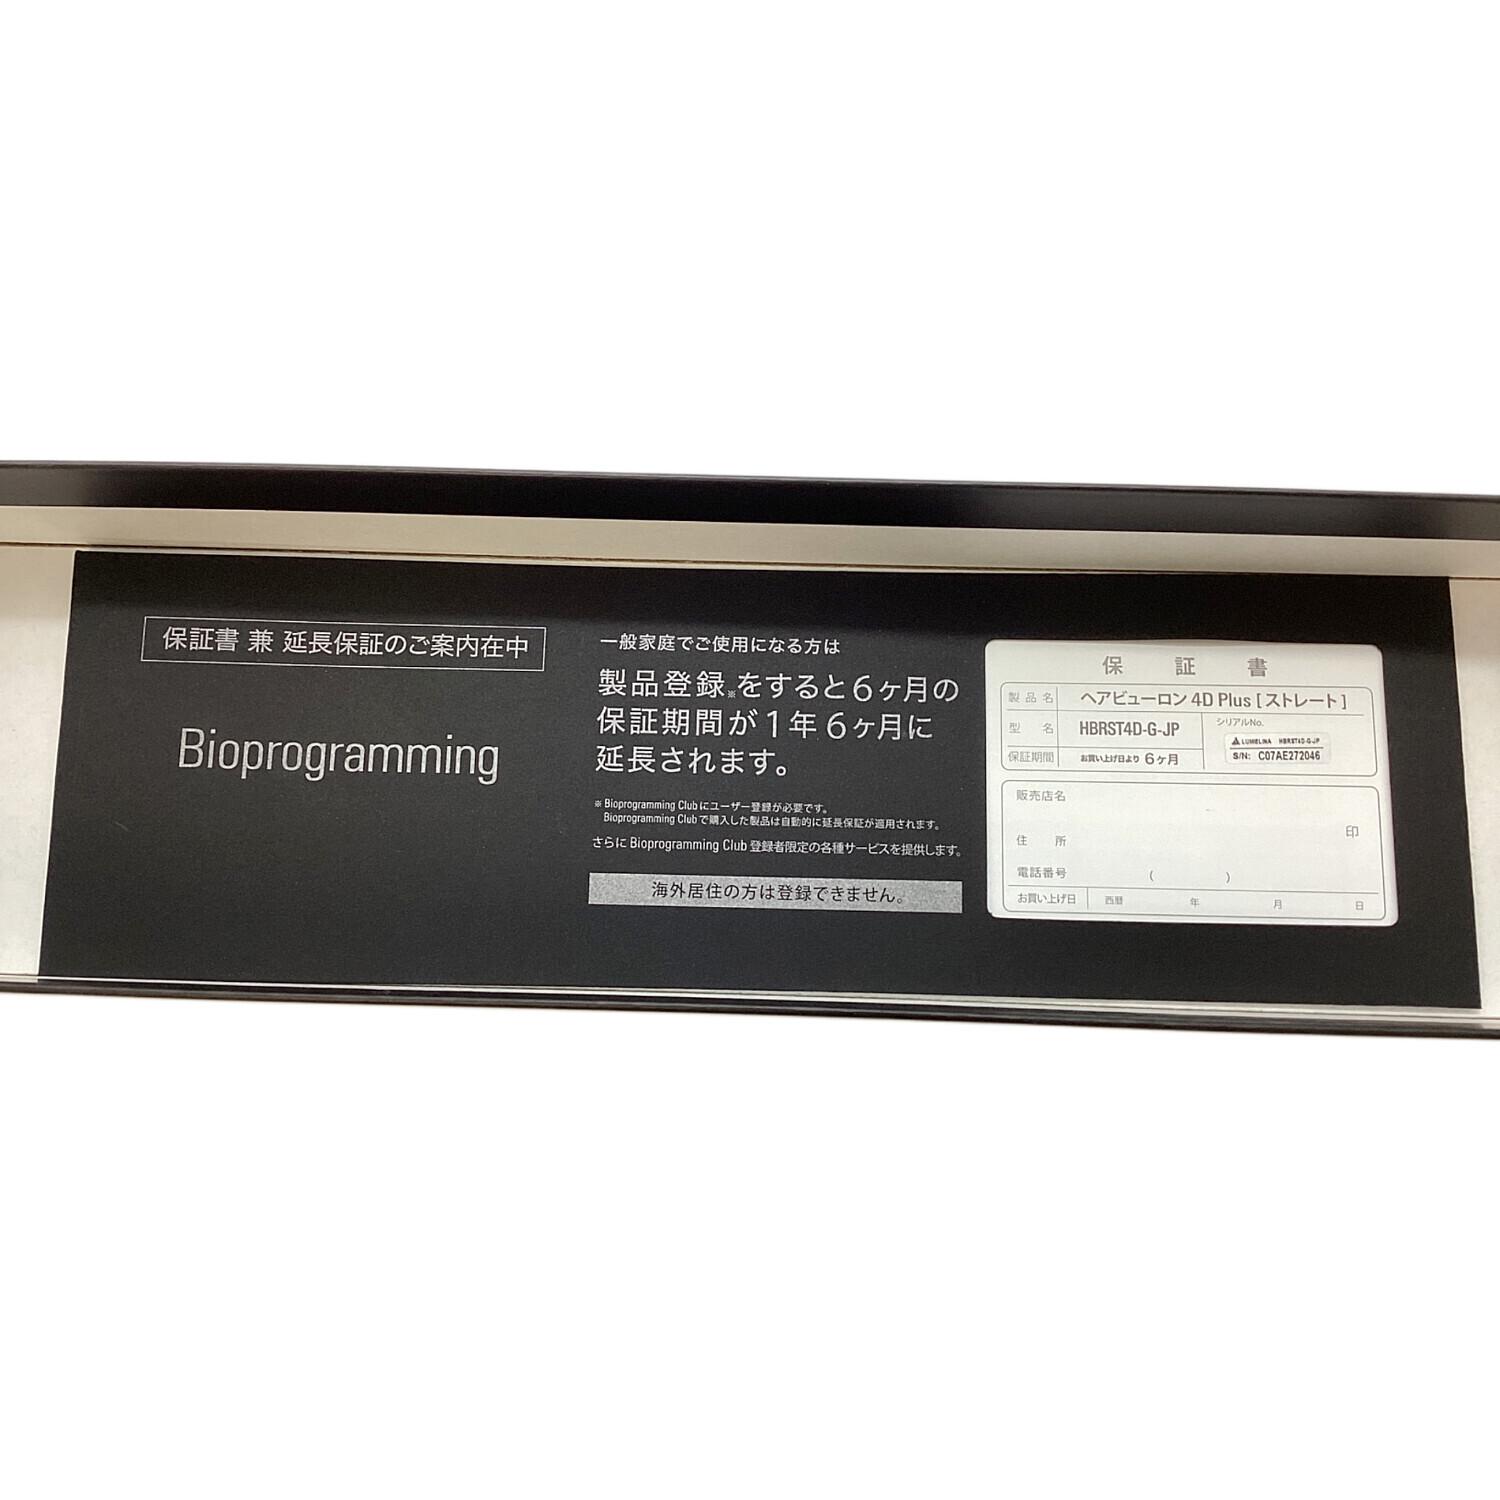 保証書 兼 延長保証のご案内在中
Bioprogramming
一般家庭でご使用になる方は
製品登録※をすると6ヶ月の
保証期間が1年6ヶ月に
延長されます。
※ Bioprogramming Clubにユーザー登録が必要です。
Bioprogramming Clubで購入した製品は自動的に延長保証が適用されます。
さらにBioprogramming Club登録者限定の各種サービスを提供します。
海外居住の方は登録できません。
保証書
製品名 ヘアビューロン 4D Plus [ストレート]
型名 HBRST4D-G-JP
シリアルNo.
LUMELINA HBRST4D-G-JP
S/N: C07AE272046
保証期間 お買い上げ日より 6ヶ月
販売店名
印
住所
電話番号 ( )
お買い上げ日 西暦 年 月 日